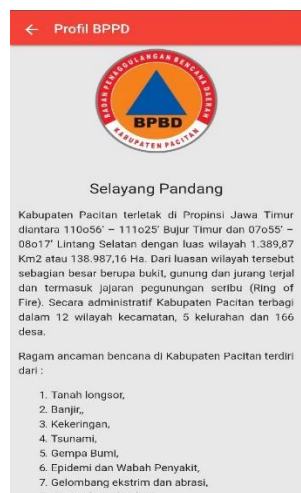 Profil BPPD
BADAN PENAGGULANGAN BENCANA DAERAH
BPBD
KABUPATEN PACITAN
Selayang Pandang
Kabupaten Pacitan terletak di Propinsi Jawa Timur
diantara 110o56' – 111o25' Bujur Timur dan 07o55' –
08o17' Lintang Selatan dengan luas wilayah 1.389,87
Km2 atau 138.987,16 Ha. Dari luasan wilayah tersebut
sebagian besar berupa bukit, gunung dan jurang terjal
dan termasuk jajaran pegunungan seribu (Ring of
Fire). Secara administratif Kabupaten Pacitan terbagi
dalam 12 wilayah kecamatan, 5 kelurahan dan 166
desa.
Ragam ancaman bencana di Kabupaten Pacitan terdiri
dari :
1. Tanah longsor,
2. Banjir,,
3. Kekeringan,
4. Tsunami,
5. Gempa Bumi,
6. Epidemi dan Wabah Penyakit,
7. Gelombang ekstrim dan abrasi,